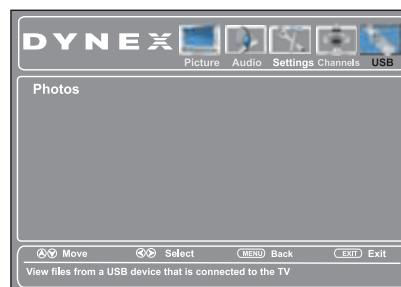 DYNEX
Picture Audio Settings Channels USB
Photos
Move Select MENU Back EXIT Exit
View files from a USB device that is connected to the TV